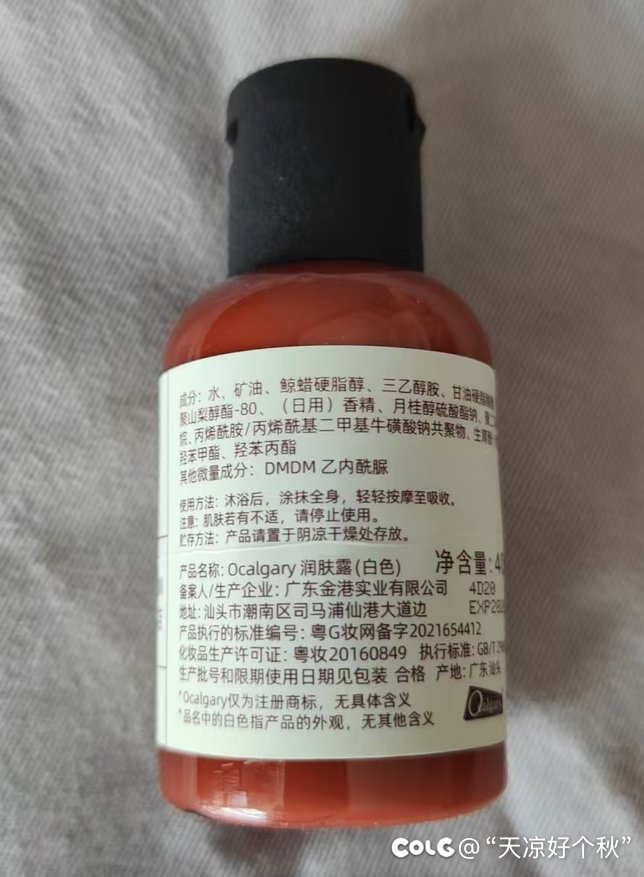 成分：水、矿油、鲸蜡硬脂醇、三乙醇胺、甘油硬脂酸酯
聚山梨醇酯-80、（日用）香精、月桂醇硫酸酯钠、聚二
烷、丙烯酰胺/丙烯酰基二甲基牛磺酸钠共聚物、生育酚
羟苯甲酯、羟苯丙酯
其他微量成分：DMDM 乙内酰脲
使用方法：沐浴后，涂抹全身，轻轻按摩至吸收。
注意：肌肤若有不适，请停止使用。
贮存方法：产品请置于阴凉干燥处存放。
产品名称：Ocalgary 润肤露(白色)
净含量：40
备案人/生产企业：广东金港实业有限公司
4D20
地址：汕头市潮南区司马浦仙港大道边
EXP202
产品执行的标准编号：粤G妆网备字2021654412
化妆品生产许可证：粤妆20160849 执行标准：GB/T 29
生产批号和限期使用日期见包装 合格 产地：广东汕头
*Ocalgary仅为注册商标，无具体含义
*品名中的白色指产品的外观，无其他含义
Ocalgary
COLG @“天凉好个秋”